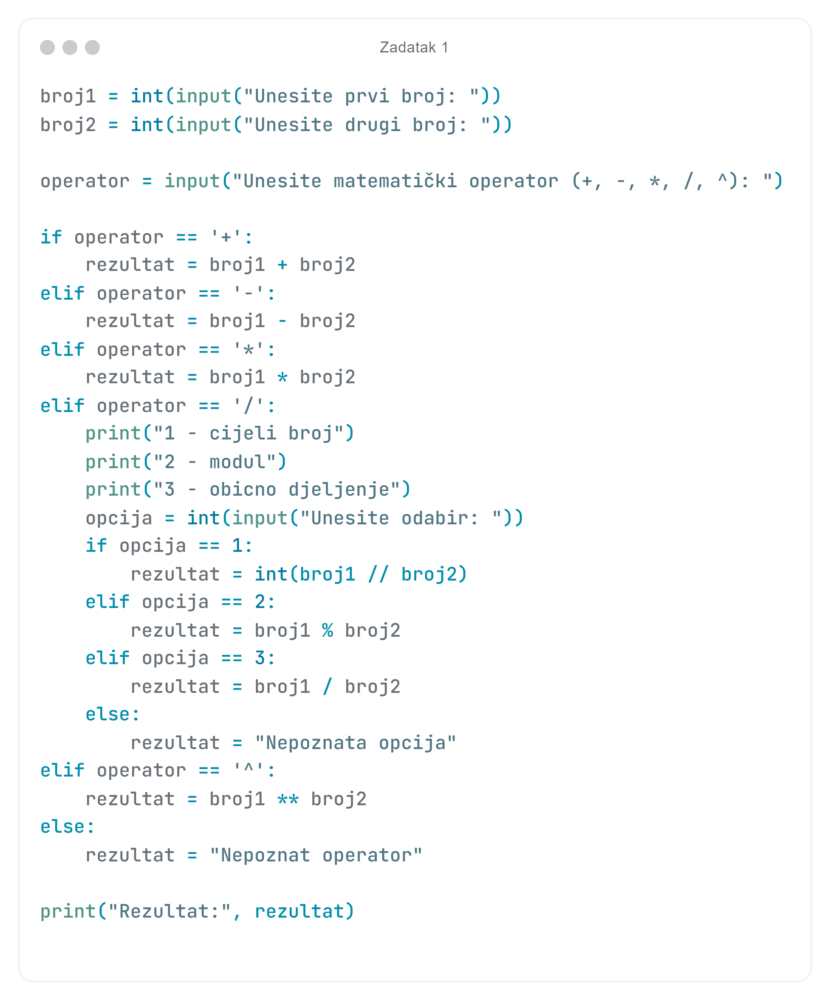 Zadatak 1
broj1 = int(input("Unesite prvi broj: "))
broj2 = int(input("Unesite drugi broj: "))
operator = input("Unesite matematički operator (+, -, *, /, ^): ")
if operator == '+':
    rezultat = broj1 + broj2
elif operator == '-':
    rezultat = broj1 - broj2
elif operator == '*':
    rezultat = broj1 * broj2
elif operator == '/':
    print("1 - cijeli broj")
    print("2 - modul")
    print("3 - obicno djeljenje")
    opcija = int(input("Unesite odabir: "))
    if opcija == 1:
        rezultat = int(broj1 // broj2)
    elif opcija == 2:
        rezultat = broj1 % broj2
    elif opcija == 3:
        rezultat = broj1 / broj2
    else:
        rezultat = "Nepoznata opcija"
elif operator == '^':
    rezultat = broj1 ** broj2
else:
    rezultat = "Nepoznat operator"
print("Rezultat:", rezultat)